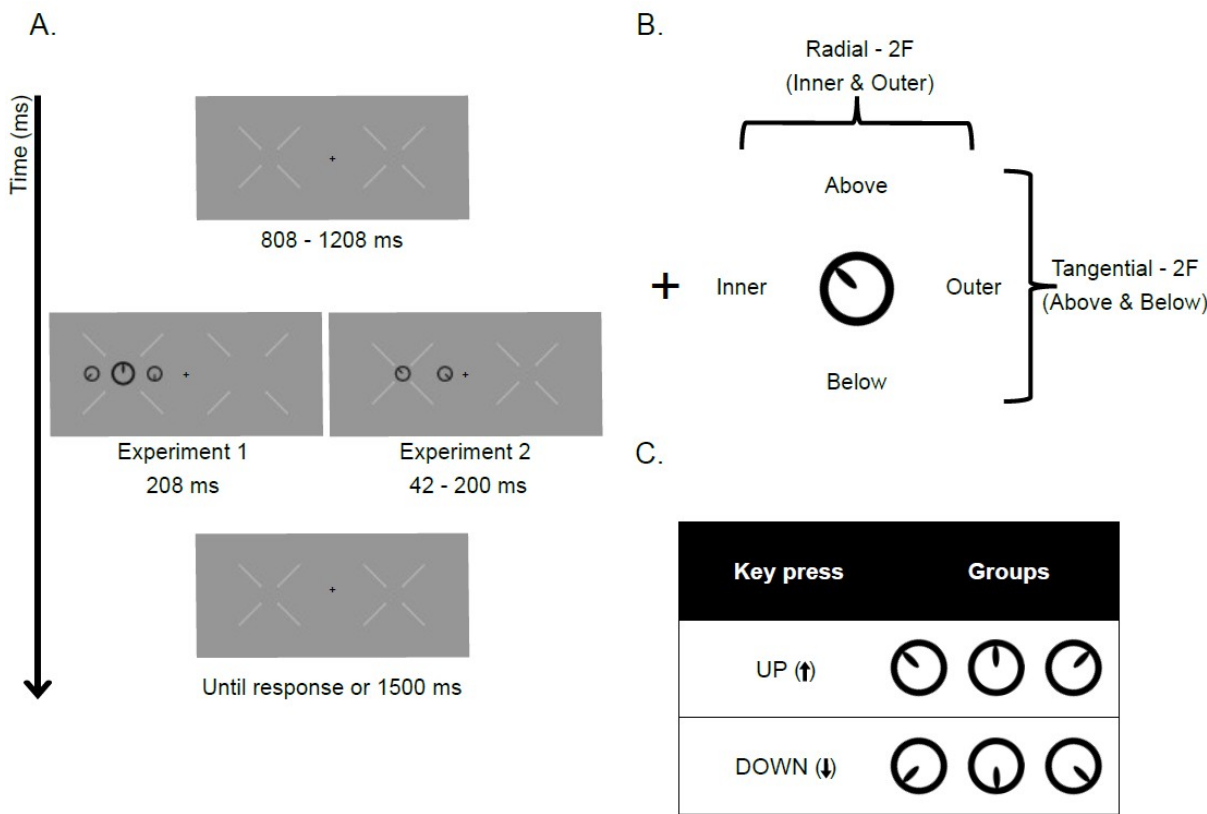 A.
Time (ms)
808 - 1208 ms
Experiment 1
208 ms
Experiment 2
42 - 200 ms
Until response or 1500 ms
B.
Radial - 2F
(Inner & Outer)
Above
+ Inner
Outer
Below
Tangential - 2F
(Above & Below)
C.
Key press Groups
UP (⬆)
DOWN (⬇)